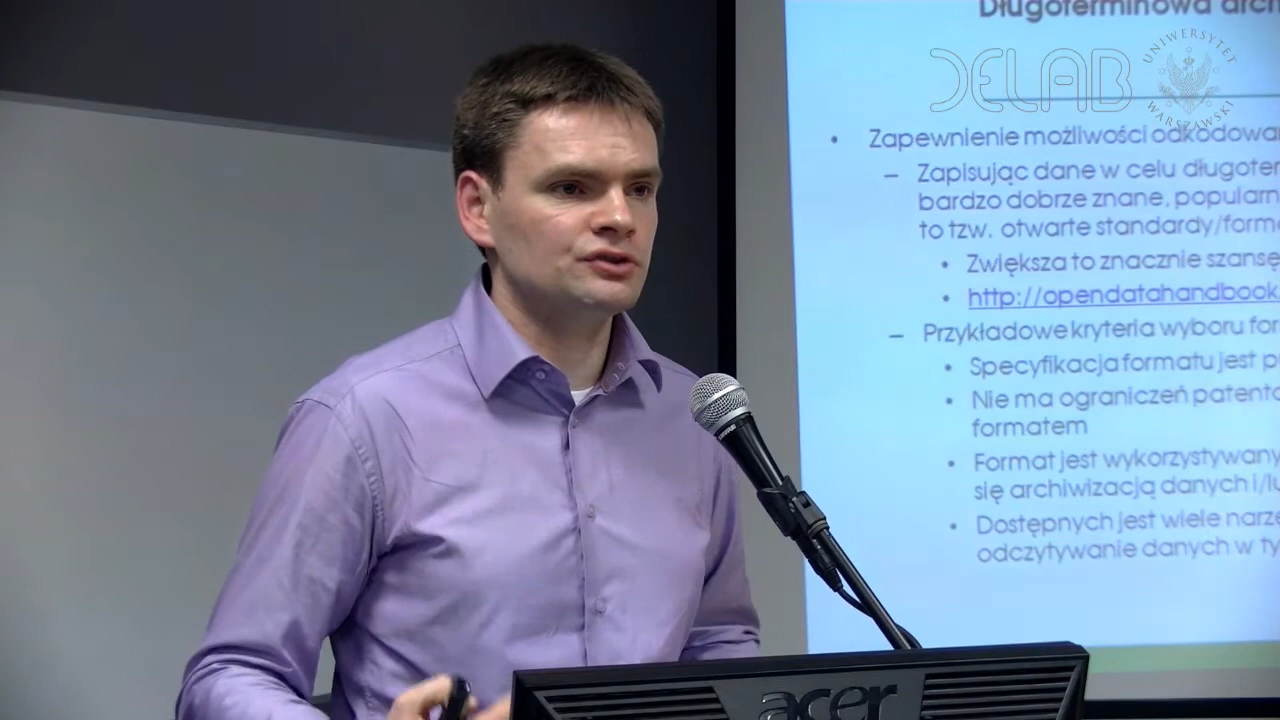 Długoterminowa arch
DELAB
UNIWERSYTET
WARSZAWSKI
• Zapewnienie możliwości odkodowa
– Zapisując dane w celu długoter
bardzo dobrze znane, popularn
to tzw. otwarte standardy/form
• Zwiększa to znacznie szansę
• http://opendatahandbook
– Przykładowe kryteria wyboru for
• Specyfikacja formatu jest p
• Nie ma ograniczeń patento
formatem
• Format jest wykorzystywany
się archiwizacją danych i/lu
• Dostępnych jest wiele narzę
odczytywanie danych w ty
acer